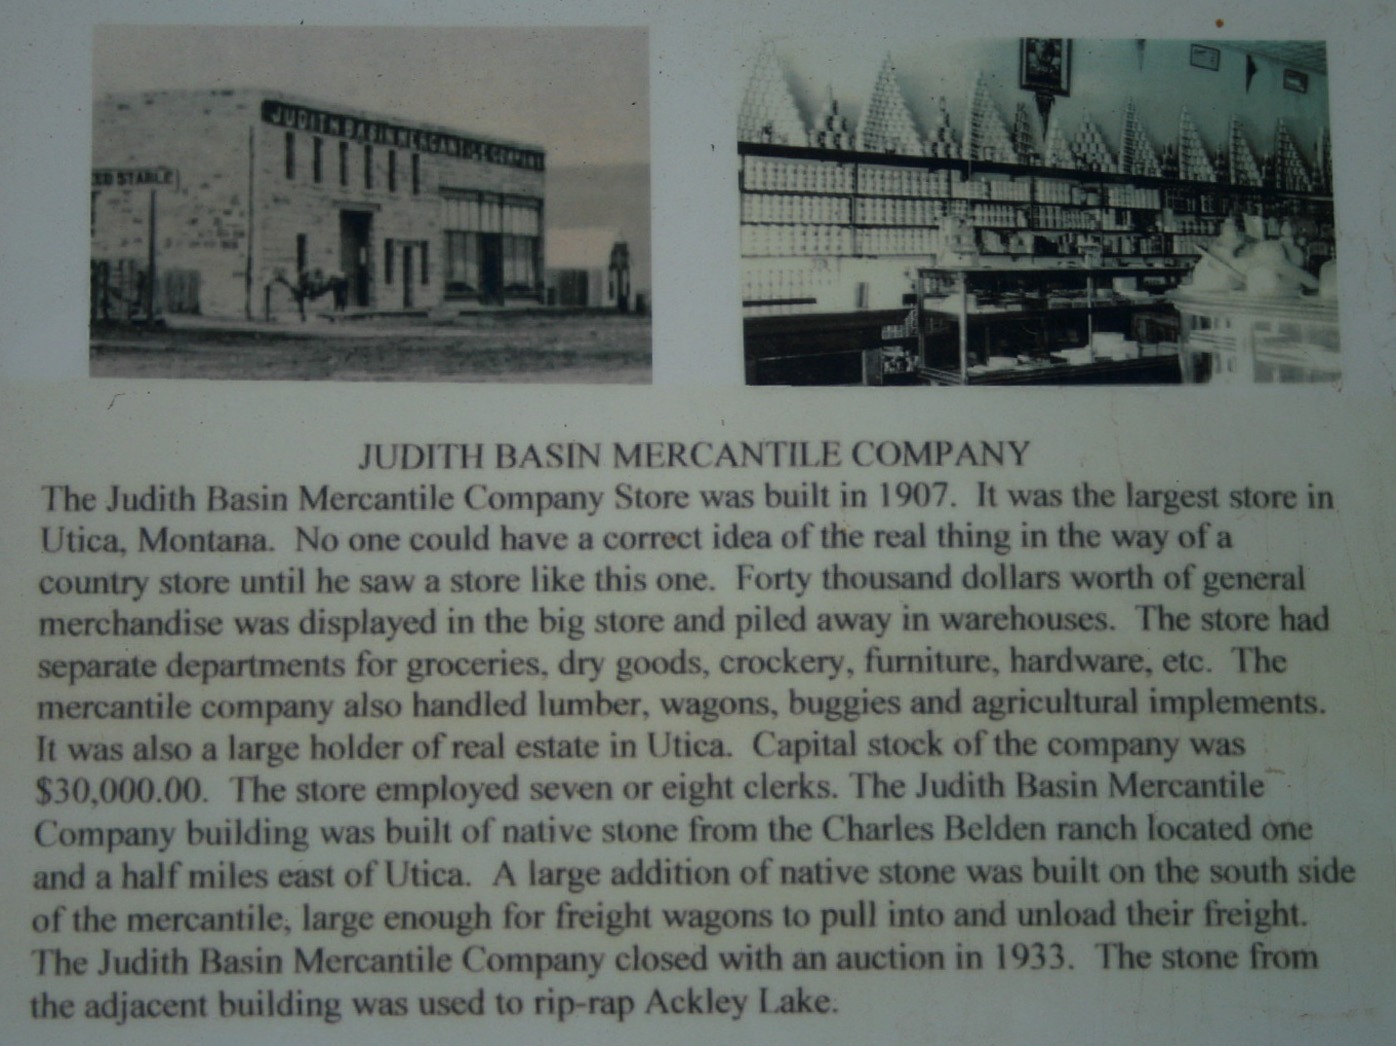 JUDITH BASIN MERCANTILE COMPANY
ED STABLE
JUDITH BASIN MERCANTILE COMPANY
The Judith Basin Mercantile Company Store was built in 1907. It was the largest store in
Utica, Montana. No one could have a correct idea of the real thing in the way of a
country store until he saw a store like this one. Forty thousand dollars worth of general
merchandise was displayed in the big store and piled away in warehouses. The store had
separate departments for groceries, dry goods, crockery, furniture, hardware, etc. The
mercantile company also handled lumber, wagons, buggies and agricultural implements.
It was also a large holder of real estate in Utica. Capital stock of the company was
$30,000.00. The store employed seven or eight clerks. The Judith Basin Mercantile
Company building was built of native stone from the Charles Belden ranch located one
and a half miles east of Utica. A large addition of native stone was built on the south side
of the mercantile, large enough for freight wagons to pull into and unload their freight.
The Judith Basin Mercantile Company closed with an auction in 1933. The stone from
the adjacent building was used to rip-rap Ackley Lake.